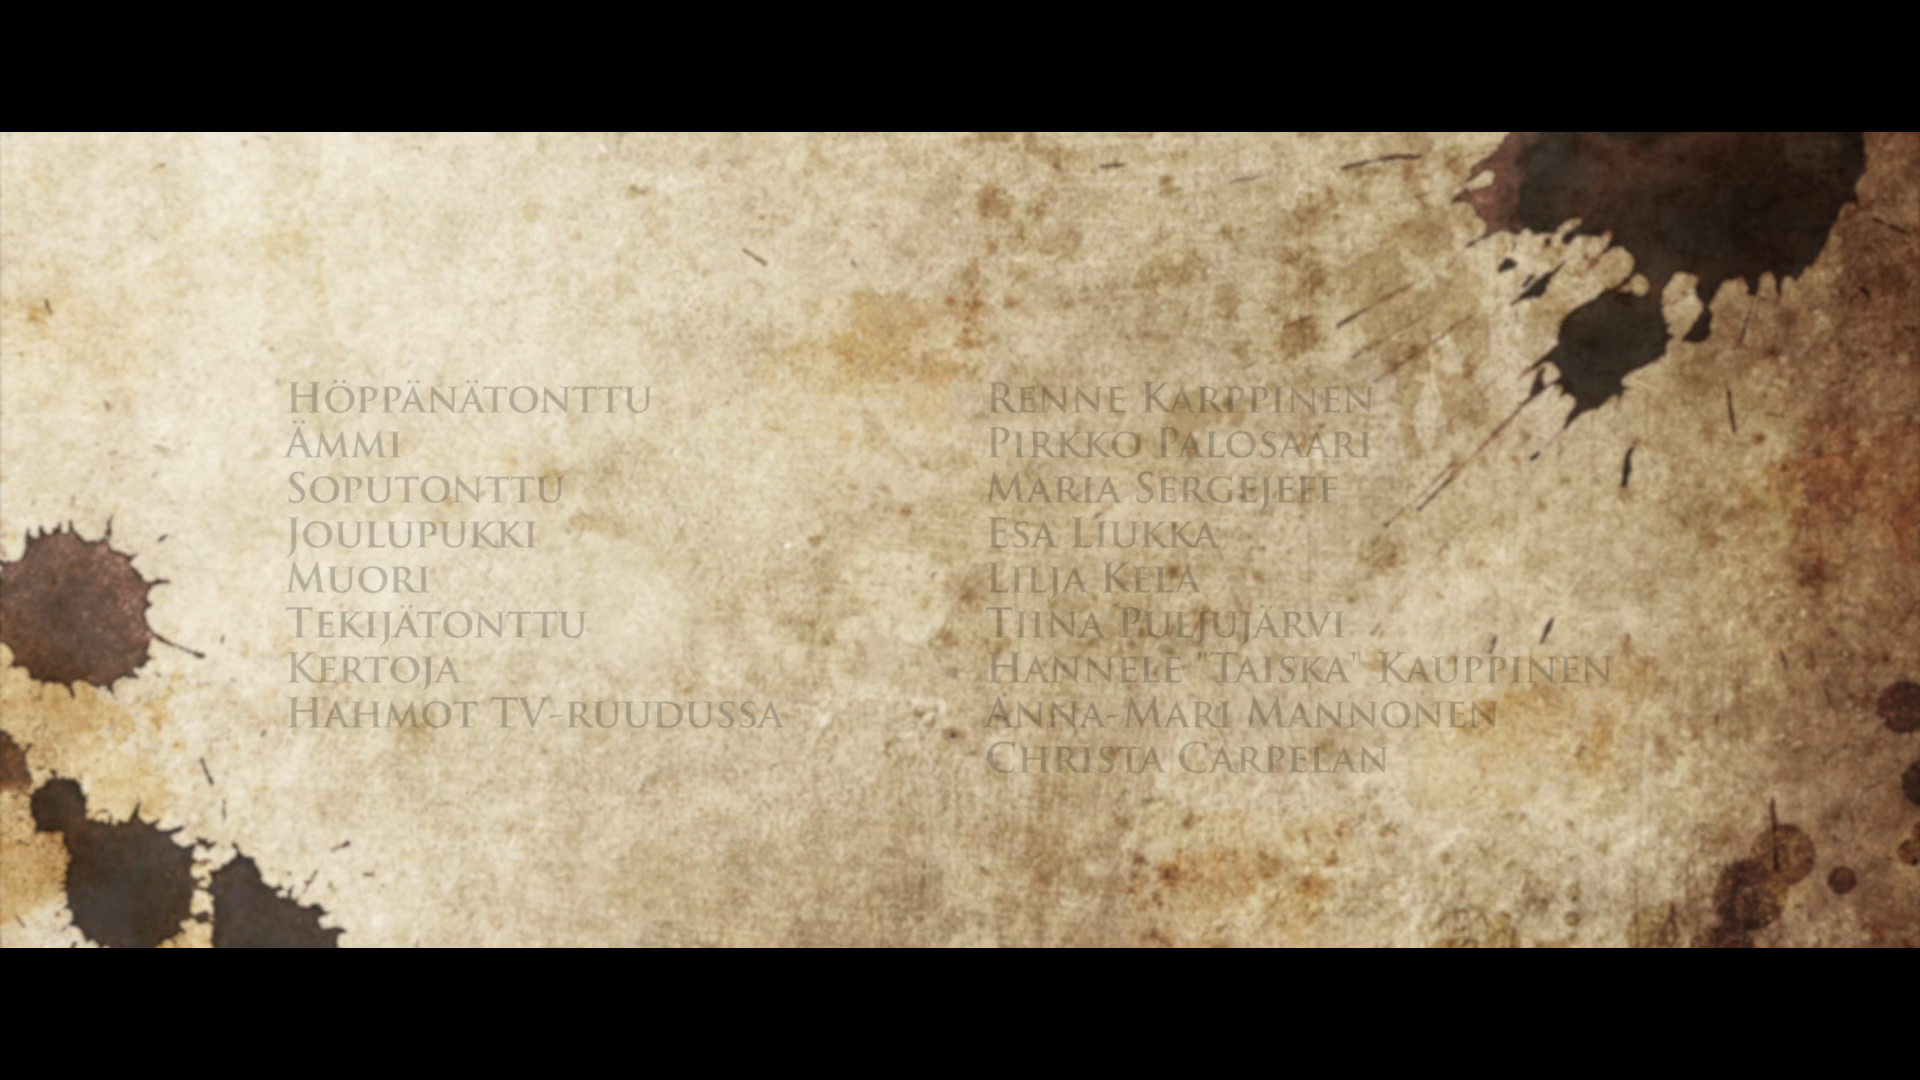 Höppänätonttu Renne Karppinen
Ämmi Pirkko Palosaari
Soputonttu Maria Sergejeff
Joulupukki Esa Liukka
Muori Lilja Kela
Tekijätonttu Tiina Puljujärvi
Kertoja Hannele "Taiska" Kauppinen
Hahmot TV-ruudussa Anna-Mari Mannonen
Christa Carpelan